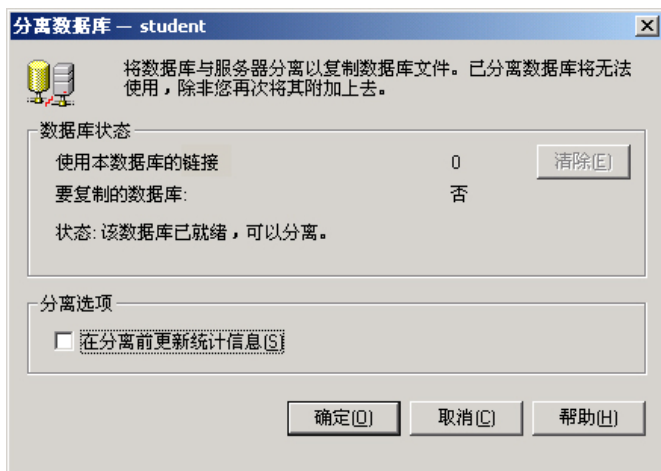 分离数据库 — student
将数据库与服务器分离以复制数据库文件。已分离数据库将无法
使用，除非您再次将其附加上去。
数据库状态
使用本数据库的链接 0 清除(E)
要复制的数据库: 否
状态: 该数据库已就绪，可以分离。
分离选项
在分离前更新统计信息(S)
确定(O) 取消(C) 帮助(H)